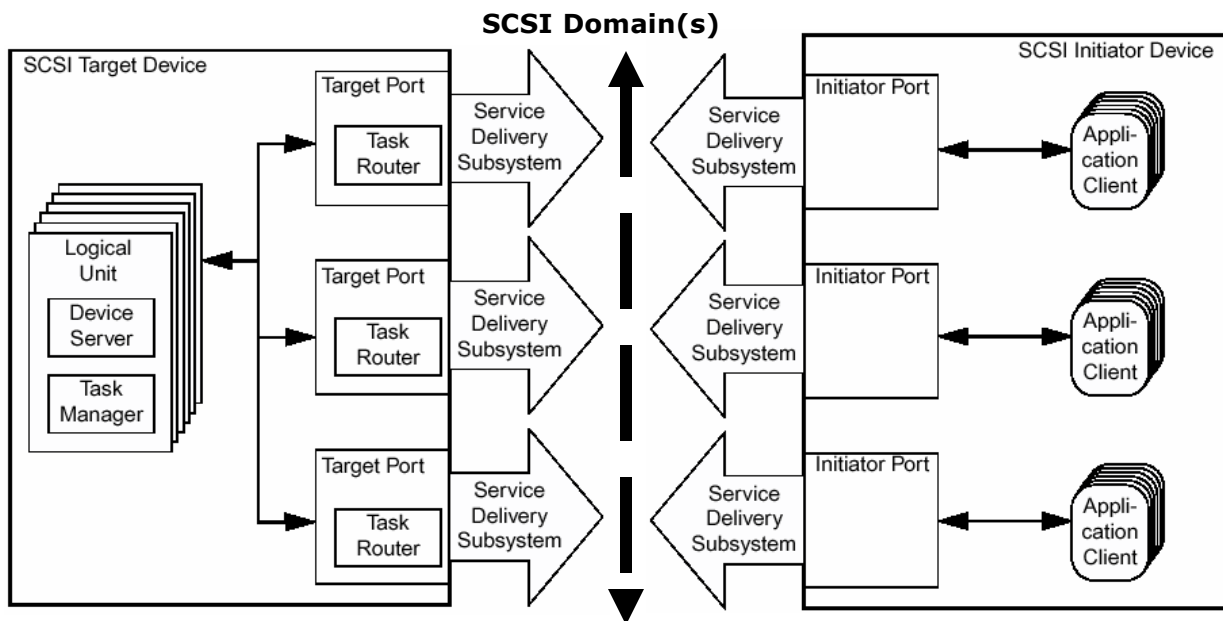 SCSI Domain(s)
SCSI Target Device
Logical
Unit
Device
Server
Task
Manager
Target Port
Task
Router
Service
Delivery
Subsystem
Target Port
Task
Router
Service
Delivery
Subsystem
Target Port
Task
Router
Service
Delivery
Subsystem
SCSI Initiator Device
Service
Delivery
Subsystem
Initiator Port
Appli-
cation
Client
Service
Delivery
Subsystem
Initiator Port
Appli-
cation
Client
Service
Delivery
Subsystem
Initiator Port
Appli-
cation
Client